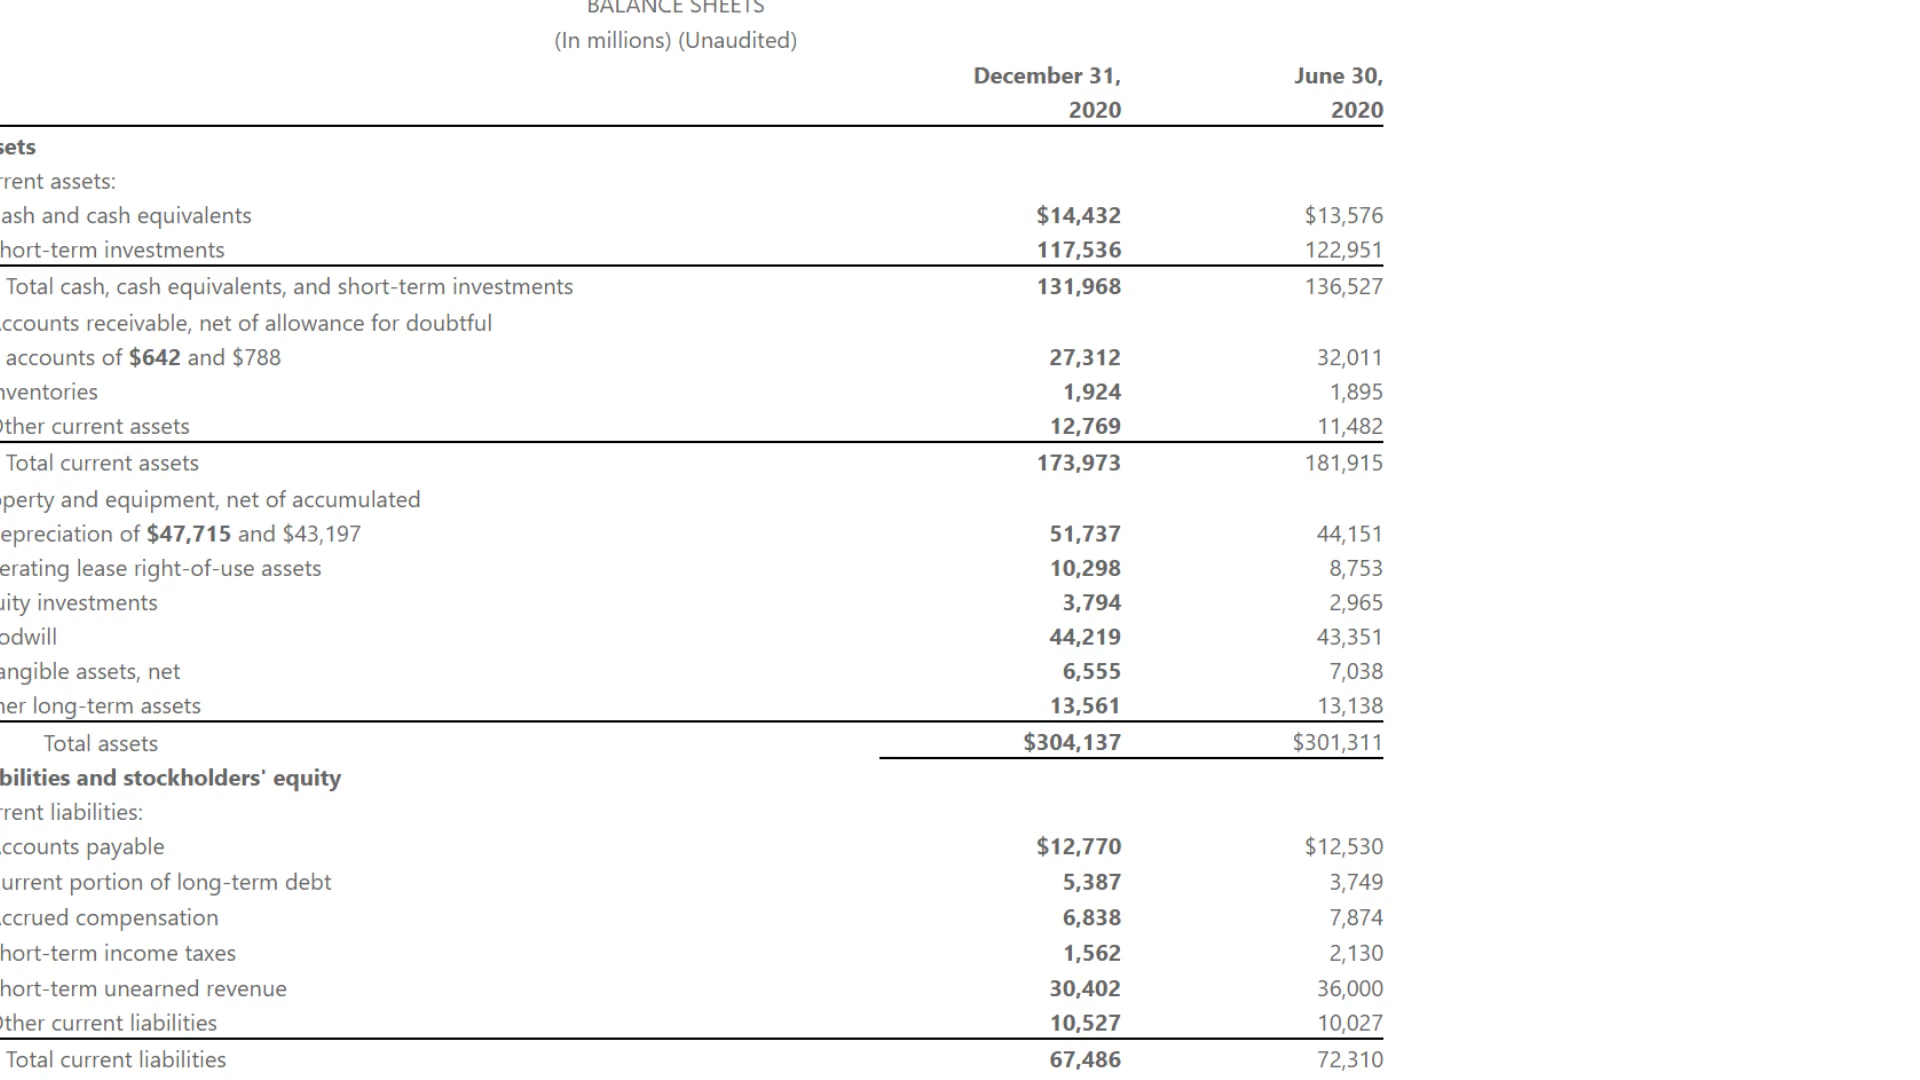 BALANCE SHEETS
(In millions) (Unaudited)
December 31, June 30,
2020 2020
sets
rrent assets:
ash and cash equivalents $14,432 $13,576
hort-term investments 117,536 122,951
Total cash, cash equivalents, and short-term investments 131,968 136,527
ccounts receivable, net of allowance for doubtful
accounts of $642 and $788 27,312 32,011
nventories 1,924 1,895
Other current assets 12,769 11,482
Total current assets 173,973 181,915
operty and equipment, net of accumulated
epreciation of $47,715 and $43,197 51,737 44,151
erating lease right-of-use assets 10,298 8,753
uity investments 3,794 2,965
odwill 44,219 43,351
angible assets, net 6,555 7,038
her long-term assets 13,561 13,138
Total assets $304,137 $301,311
bilities and stockholders' equity
rrent liabilities:
ccounts payable $12,770 $12,530
urrent portion of long-term debt 5,387 3,749
ccrued compensation 6,838 7,874
hort-term income taxes 1,562 2,130
hort-term unearned revenue 30,402 36,000
Other current liabilities 10,527 10,027
Total current liabilities 67,486 72,310